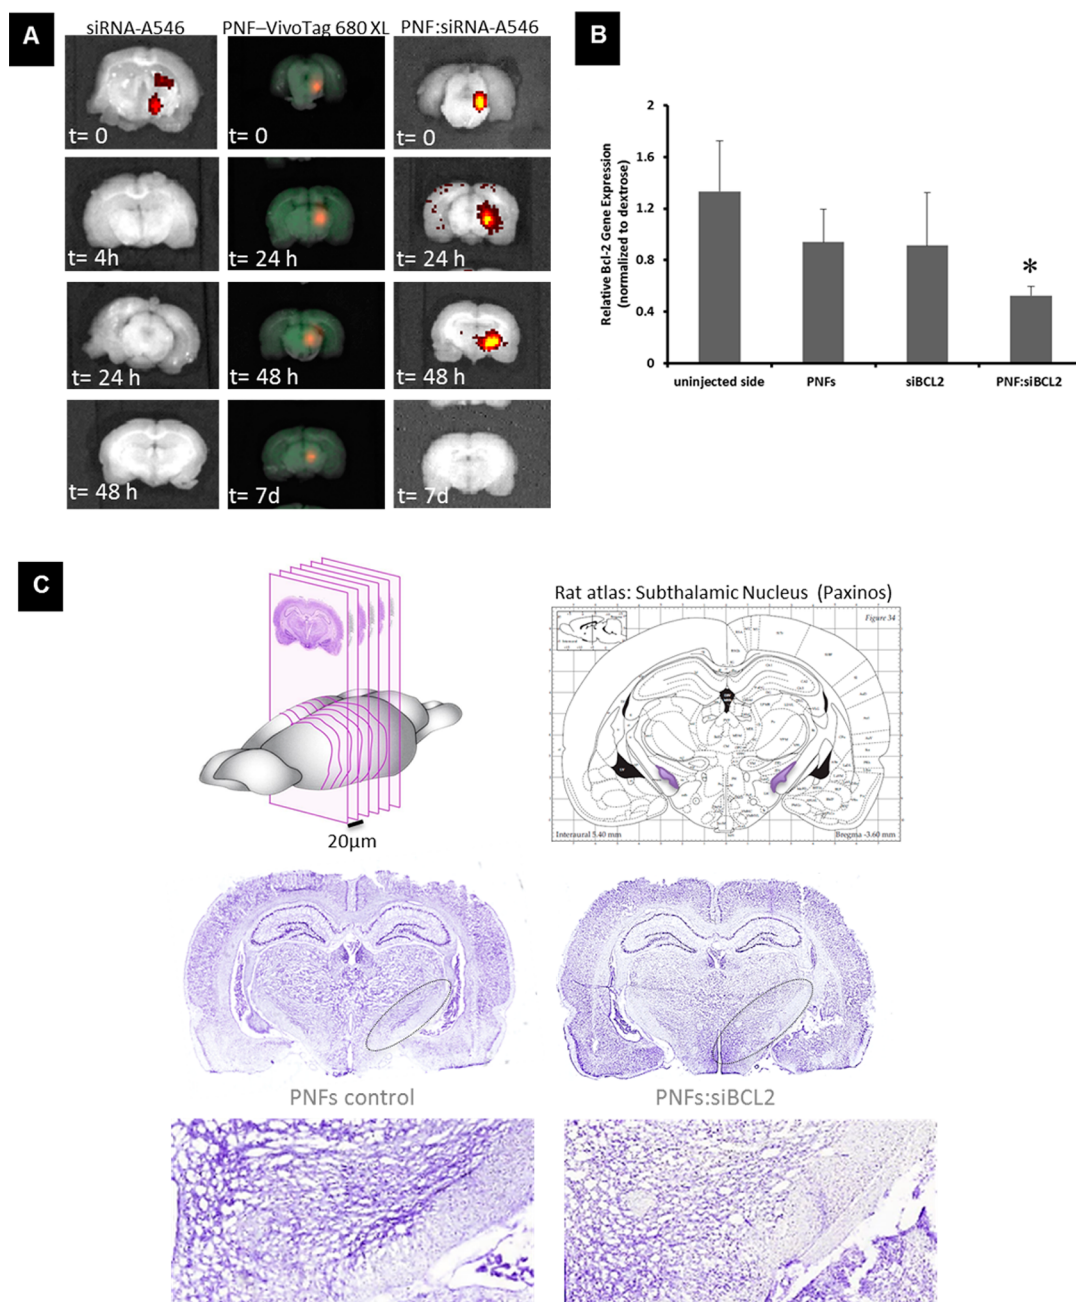 A
siRNA-A546
PNF–VivoTag 680 XL
PNF:siRNA-A546
t= 0
t= 0
t= 0
t= 4h
t= 24 h
t= 24 h
t= 24 h
t= 48 h
t= 48 h
t= 48 h
t= 7d
t= 7d
B
Relative Bcl-2 Gene Expression
(normalized to dextrose)
2
1.6
1.2
0.8
0.4
0
*
uninjected side
PNFs
siBCL2
PNF:siBCL2
C
20µm
Rat atlas: Subthalamic Nucleus (Paxinos)
Figure 34
Interaural 5.40 mm
Bregma -3.60 mm
PNFs control
PNFs:siBCL2